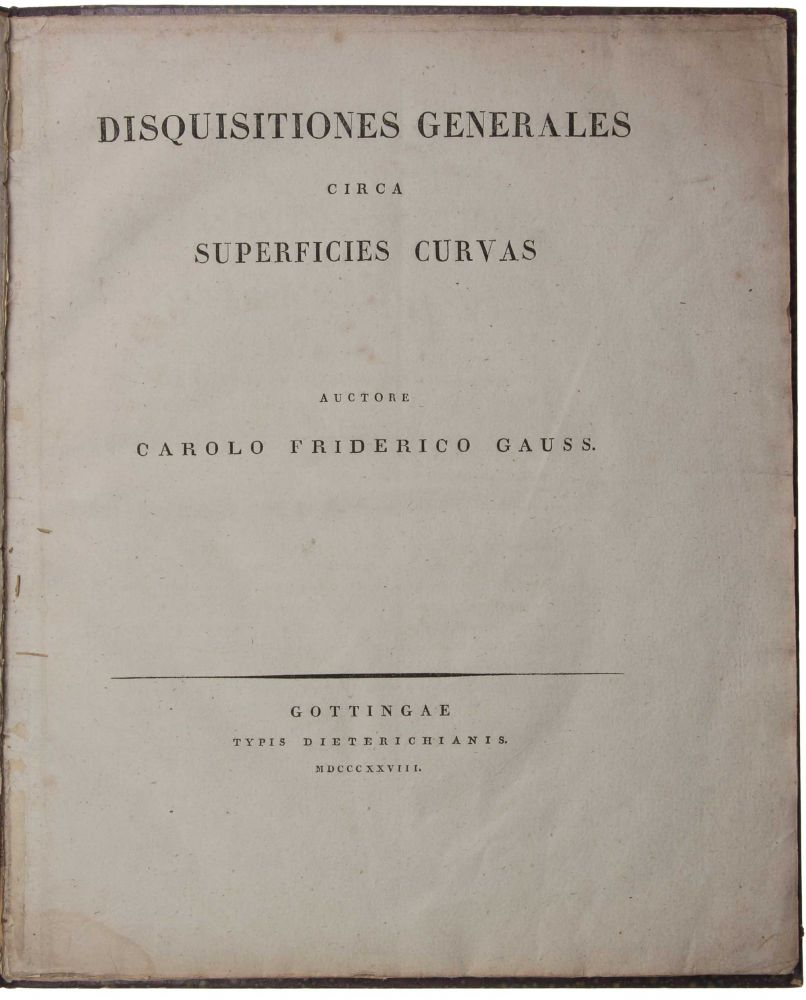 DISQUISITIONES GENERALES
CIRCA
SUPERFICIES CURVAS
AUCTORE
CAROLO FRIDERICO GAUSS.
GOTTINGAE
TYPIS DIETERICHIANIS.
MDCCCXXVIII.